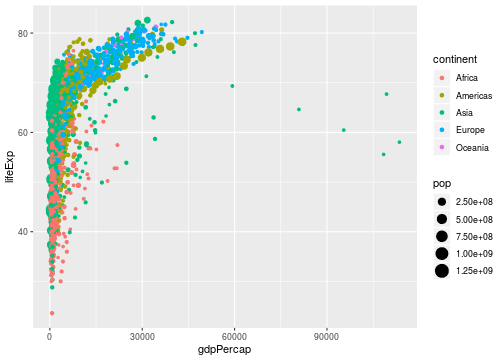 80
60
40
lifeExp
0
30000
60000
90000
gdpPercap
continent
Africa
Americas
Asia
Europe
Oceania
pop
2.50e+08
5.00e+08
7.50e+08
1.00e+09
1.25e+09